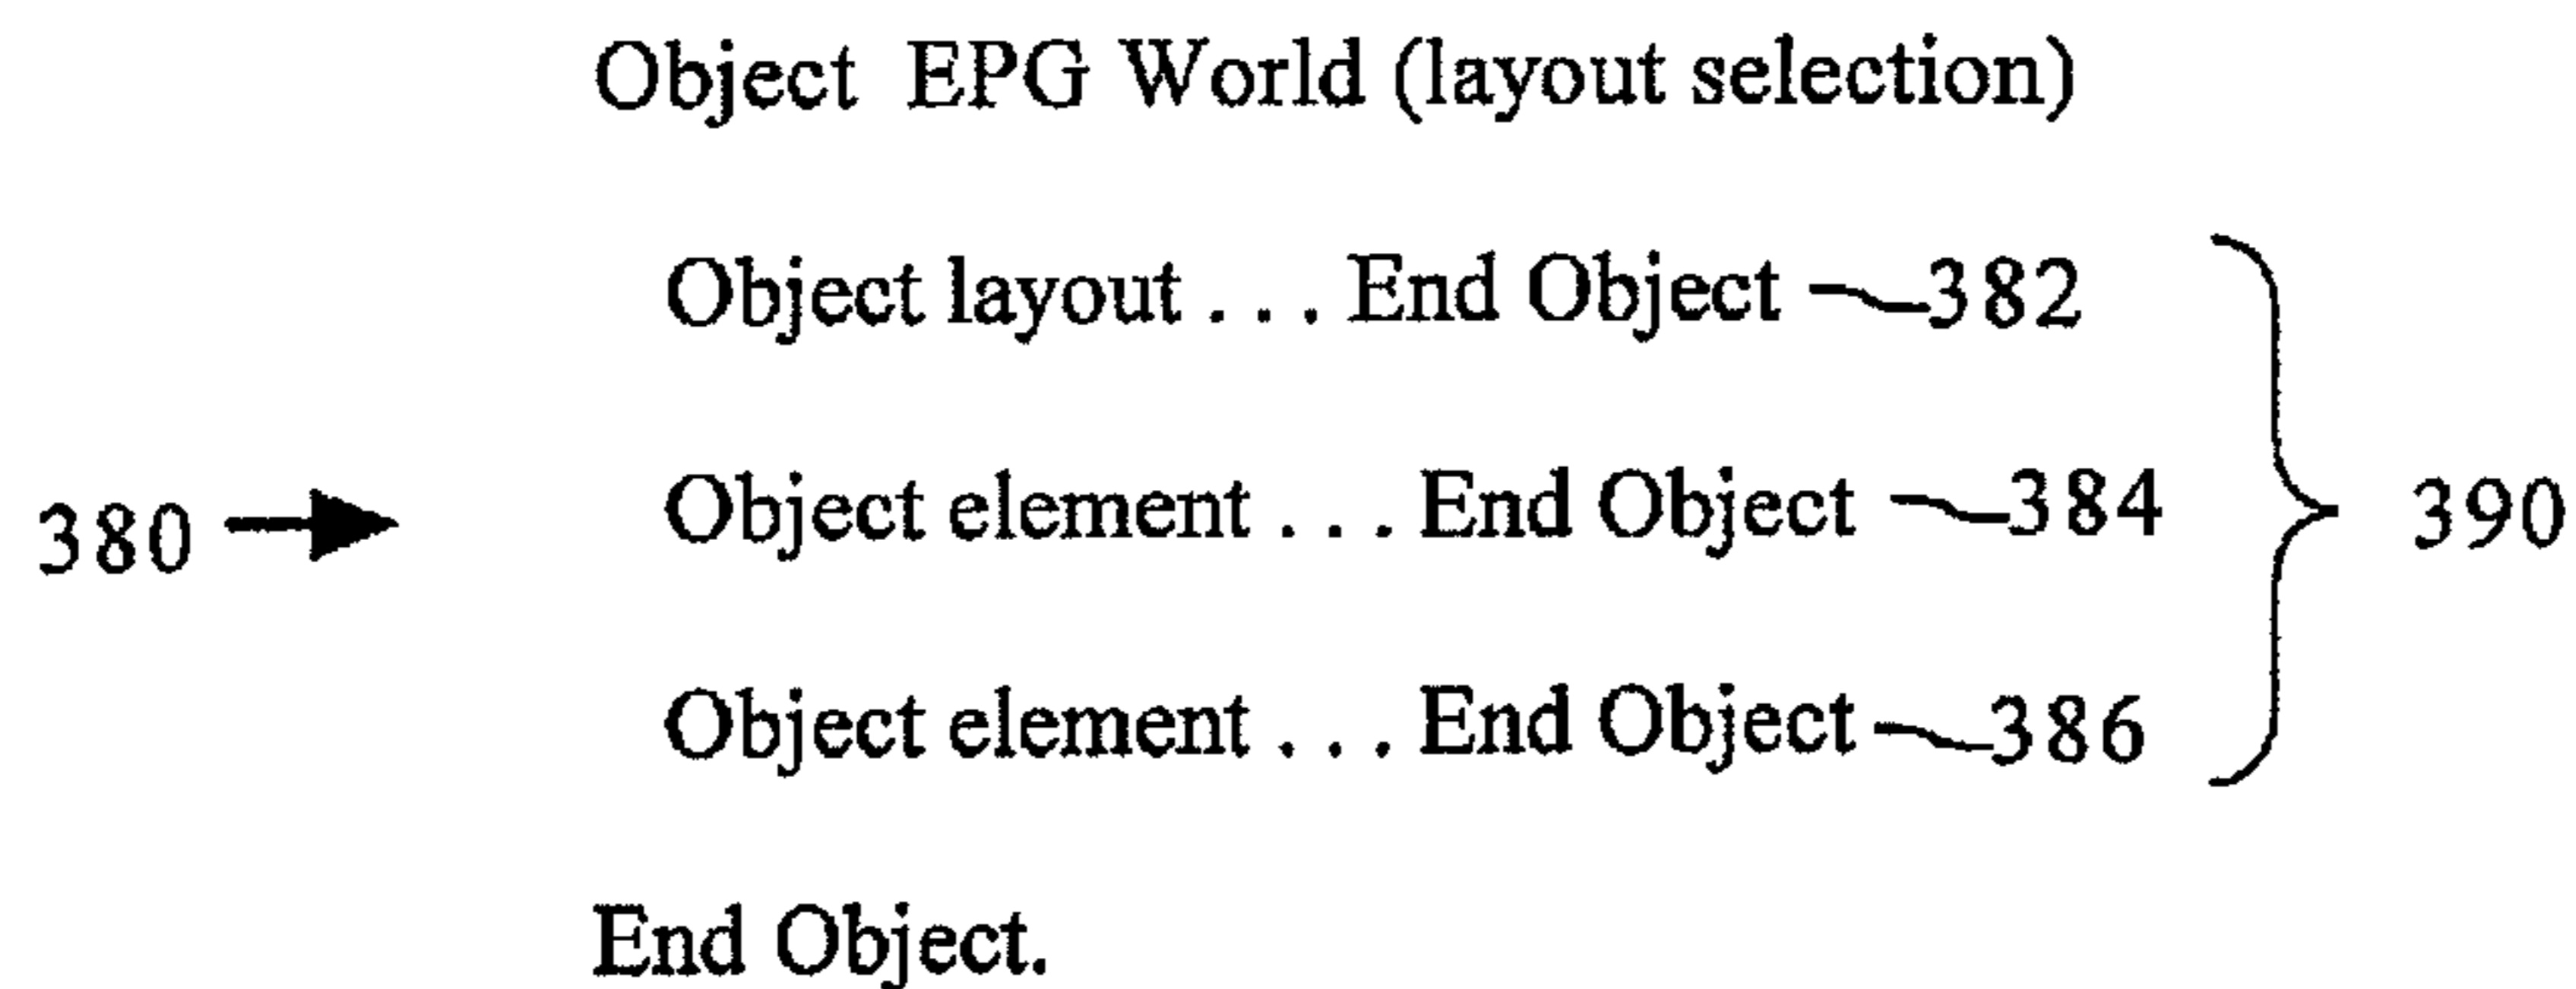 Object EPG World (layout selection)
Object layout . . . End Object 382
380 Object element . . . End Object 384 390
Object element . . . End Object 386
End Object.